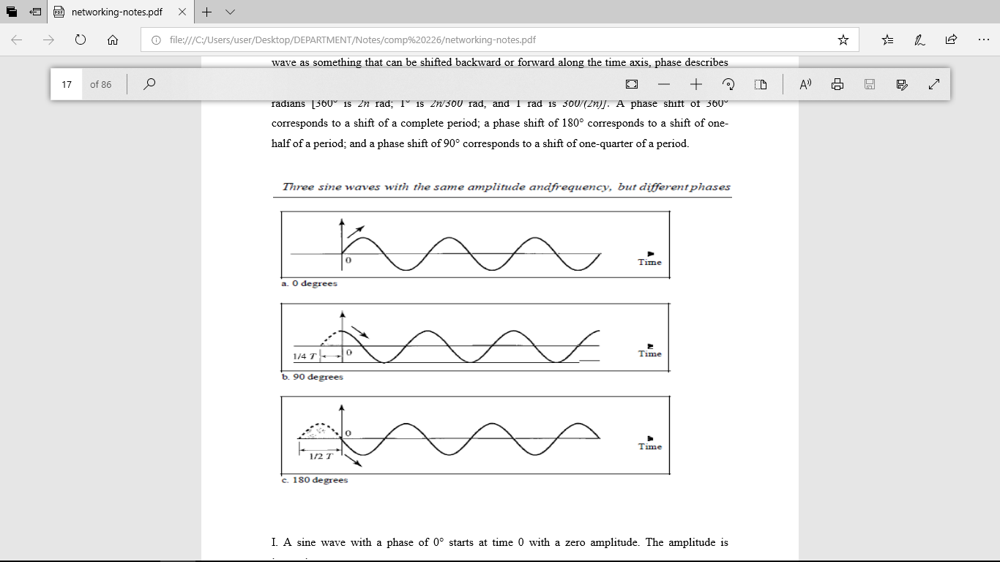 networking-notes.pdf
file:///C:/Users/user/Desktop/DEPARTMENT/Notes/comp%20226/networking-notes.pdf
wave as something that can be shifted backward or forward along the time axis, phase describes
17 of 86
radians [360° is 2n rad; 1° is 2n/360 rad, and 1 rad is 360/(2n)]. A phase shift of 360°
corresponds to a shift of a complete period; a phase shift of 180° corresponds to a shift of one-
half of a period; and a phase shift of 90° corresponds to a shift of one-quarter of a period.
Three sine waves with the same amplitude andfrequency, but different phases
0
Time
a. 0 degrees
1/4 T
0
Time
b. 90 degrees
0
1/2 T
Time
c. 180 degrees
I. A sine wave with a phase of 0° starts at time 0 with a zero amplitude. The amplitude is